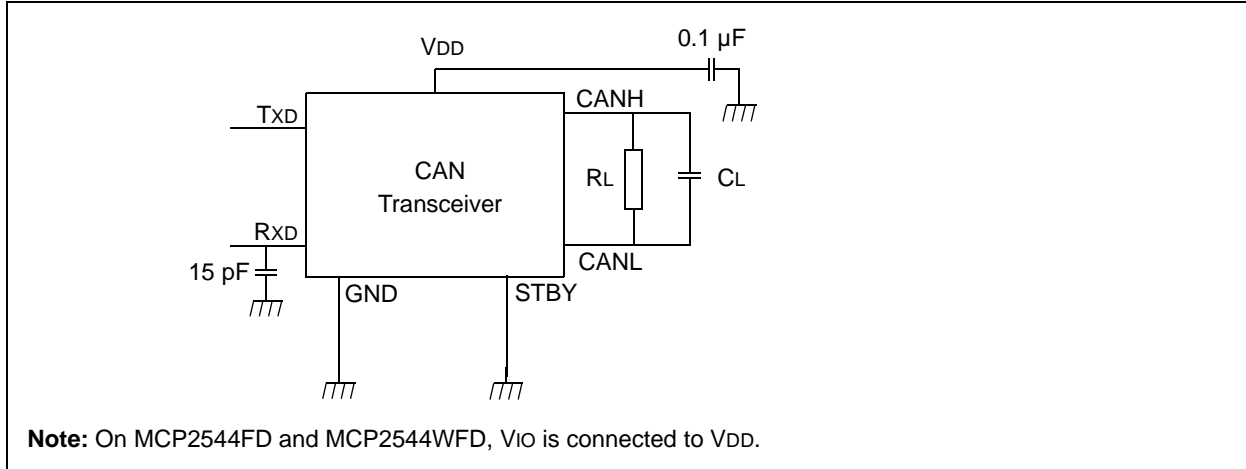 VDD
0.1 µF
CANH
TXD
CAN
Transceiver
RL
CL
RXD
CANL
15 pF
GND
STBY
Note: On MCP2544FD and MCP2544WFD, VIO is connected to VDD.